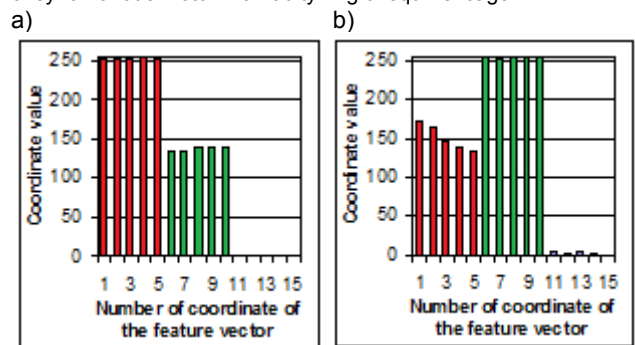 a)
b)
250
200
150
100
50
0
Coordinate value
1 3 5 7 9 11 13 15
Number of coordinate of
the feature vector
250
200
150
100
50
0
Coordinate value
1 3 5 7 9 11 13 15
Number of coordinate of
the feature vector